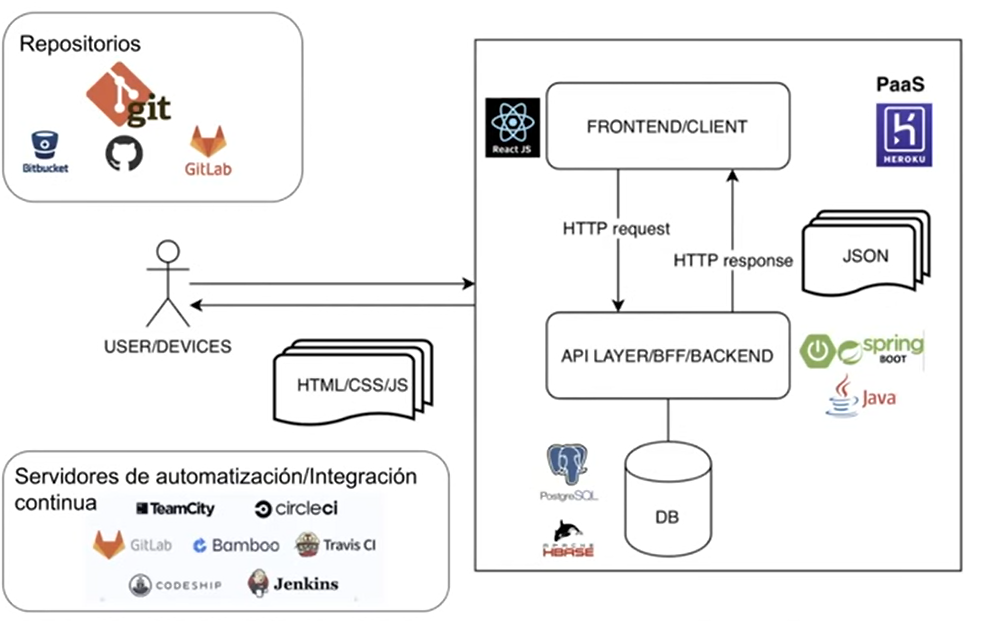 Repositorios
git
Bitbucket
GitLab
USER/DEVICES
HTML/CSS/JS
Servidores de automatización/Integración
continua
TeamCity
circleci
GitLab
Bamboo
Travis CI
CODESHIP
Jenkins
PaaS
HEROKU
React JS
FRONTEND/CLIENT
HTTP request
HTTP response
JSON
API LAYER/BFF/BACKEND
spring
BOOT
Java
PostgreSQL
APACHE
HBASE
DB